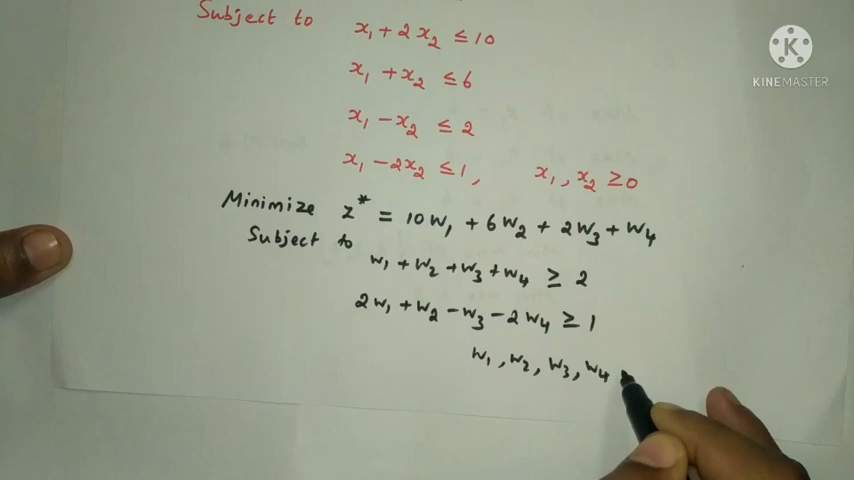 Subject to x₁ + 2x₂ ≤ 10
x₁ + x₂ ≤ 6
x₁ - x₂ ≤ 2
x₁ - 2x₂ ≤ 1, x₁, x₂ ≥ 0
Minimize z* = 10w₁ + 6w₂ + 2w₃ + w₄
Subject to
w₁ + w₂ + w₃ + w₄ ≥ 2
2w₁ + w₂ - w₃ - 2w₄ ≥ 1
w₁, w₂, w₃, w₄
K
KINEMASTER